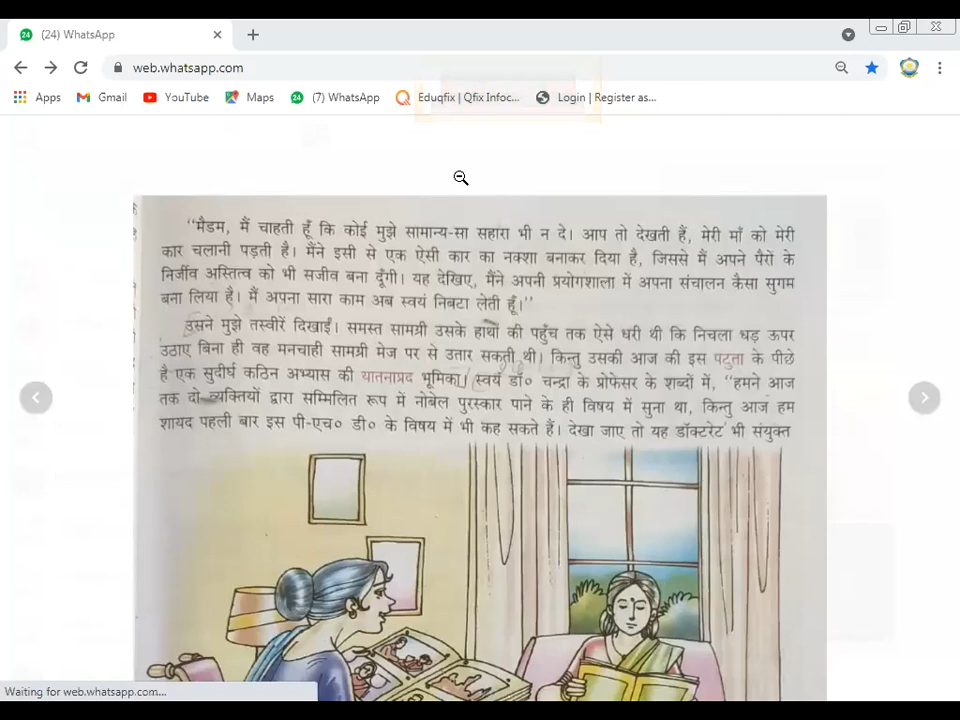 (24) WhatsApp
web.whatsapp.com
Apps Gmail YouTube Maps (7) WhatsApp Eduqfix | Qfix Infoc... Login | Register as...
“मैडम, मैं चाहती हूँ कि कोई मुझे सामान्य-सा सहारा भी न दे। आप तो देखती हैं, मेरी माँ को मेरी
कार चलानी पड़ती है। मैंने इसी से एक ऐसी कार का नक्शा बनाकर दिया है, जिससे मैं अपने पैरों के
निर्जीव अस्तित्व को भी सजीव बना दूँगी। यह देखिए, मैंने अपनी प्रयोगशाला में अपना संचालन कैसा सुगम
बना लिया है। मैं अपना सारा काम अब स्वयं निबटा लेती हूँ।”
उसने मुझे तस्वीरें दिखाईं। समस्त सामग्री उसके हाथों की पहुँच तक ऐसे धरी थी कि निचला धड़ ऊपर
उठाए बिना ही वह मनचाही सामग्री मेज पर से उतार सकती थी। किन्तु उसकी आज की इस पटुता के पीछे
है एक सुदीर्घ कठिन अभ्यास की यातनाप्रद भूमिका। स्वयं डॉ० चन्द्रा के प्रोफेसर के शब्दों में, “हमने आज
तक दो व्यक्तियों द्वारा सम्मिलित रूप में नोबेल पुरस्कार पाने के ही विषय में सुना था, किन्तु आज हम
शायद पहली बार इस पी-एच० डी० के विषय में भी कह सकते हैं। देखा जाए तो यह डॉक्टरेट भी संयुक्त
Waiting for web.whatsapp.com...